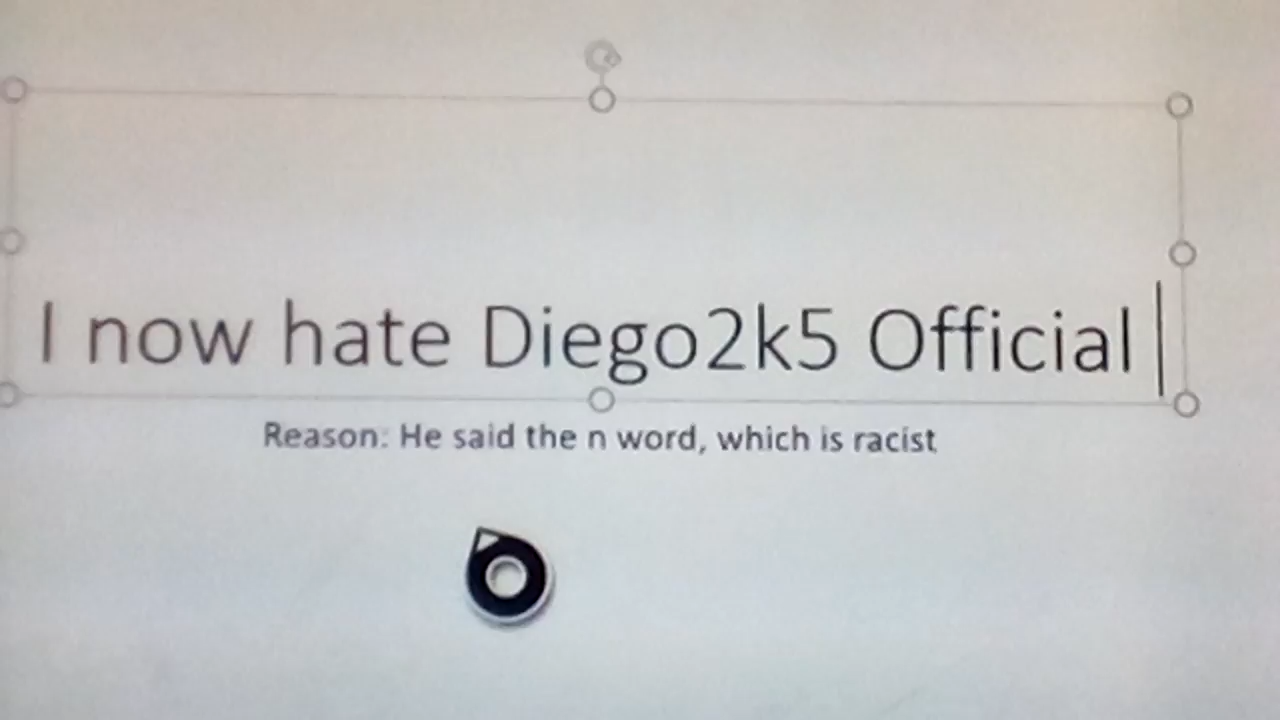 I now hate Diego2k5 Official
Reason: He said the n word, which is racist